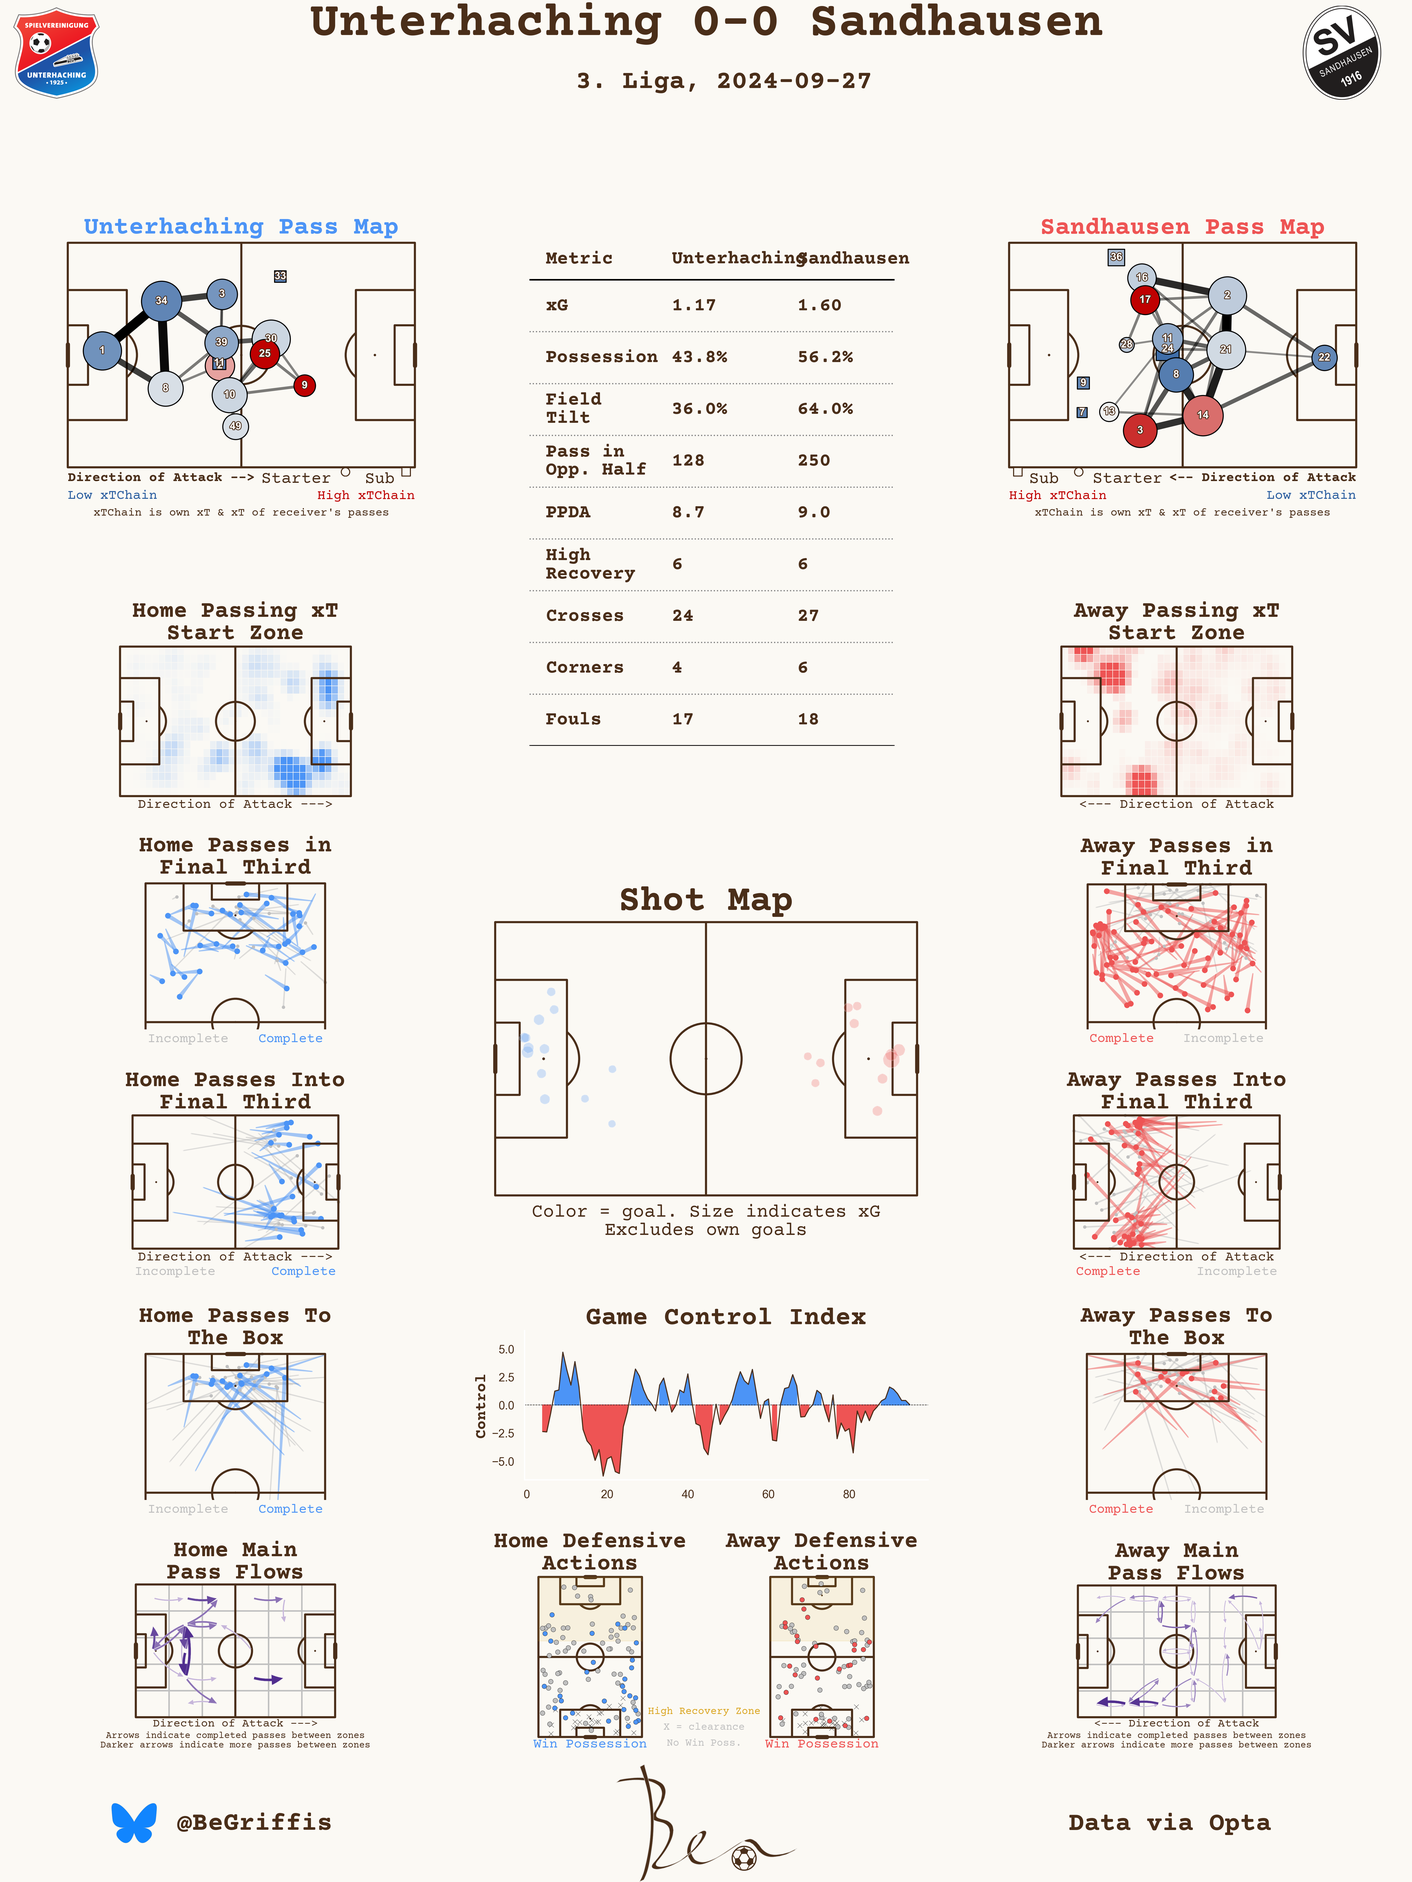 Unterhaching 0-0 Sandhausen
3. Liga, 2024-09-27
SPIELVEREINIGUNG
UNTERHACHING
• 1925 •
SV
SANDHAUSEN
1916
Unterhaching Pass Map
33
34
3
39
30
1
25
11
8
10
9
49
Direction of Attack --> Starter Sub
Low xTChain High xTChain
xTChain is own xT & xT of receiver's passes
Metric Unterhaching Sandhausen
xG 1.17 1.60
Possession 43.8% 56.2%
Field
Tilt 36.0% 64.0%
Pass in
Opp. Half 128 250
PPDA 8.7 9.0
High
Recovery 6 6
Crosses 24 27
Corners 4 6
Fouls 17 18
Sandhausen Pass Map
36
16
17
2
11
28
24
21
22
8
9
7
13
14
3
Sub Starter <-- Direction of Attack
High xTChain Low xTChain
xTChain is own xT & xT of receiver's passes
Home Passing xT
Start Zone
Direction of Attack --->
Away Passing xT
Start Zone
<--- Direction of Attack
Home Passes in
Final Third
Incomplete Complete
Away Passes in
Final Third
Complete Incomplete
Shot Map
Color = goal. Size indicates xG
Excludes own goals
Home Passes Into
Final Third
Direction of Attack --->
Incomplete Complete
Away Passes Into
Final Third
<--- Direction of Attack
Complete Incomplete
Home Passes To
The Box
Incomplete Complete
Game Control Index
Control
5.0
2.5
0.0
−2.5
−5.0
0 20 40 60 80
Away Passes To
The Box
Complete Incomplete
Home Main
Pass Flows
Direction of Attack --->
Arrows indicate completed passes between zones
Darker arrows indicate more passes between zones
Home Defensive
Actions
Win Possession
High Recovery Zone
X = clearance
No Win Poss.
Away Defensive
Actions
Win Possession
Away Main
Pass Flows
<--- Direction of Attack
Arrows indicate completed passes between zones
Darker arrows indicate more passes between zones
@BeGriffis
Ben
Data via Opta